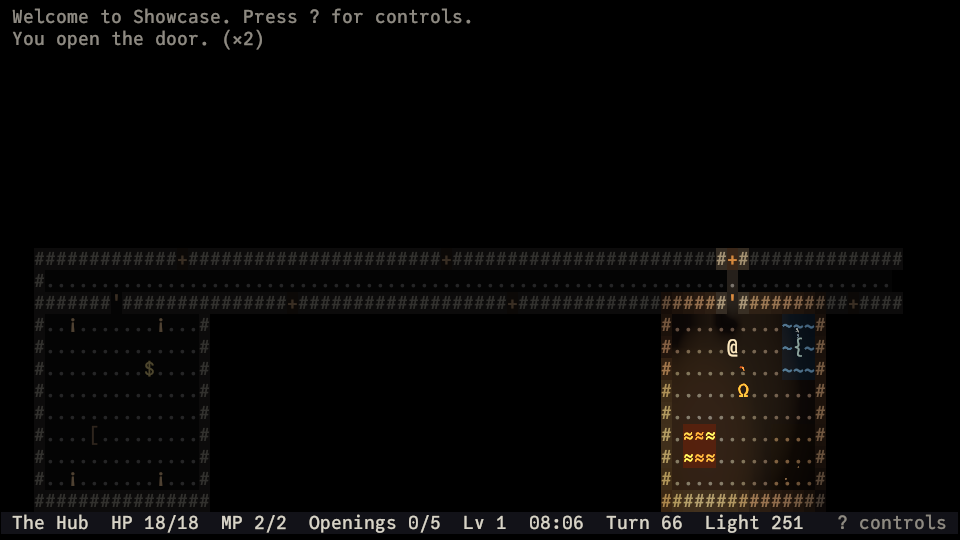 Welcome to Showcase. Press ? for controls.
You open the door. (×2)
The Hub  HP 18/18  MP 2/2  Openings 0/5  Lv 1  08:06  Turn 66  Light 251  ? controls